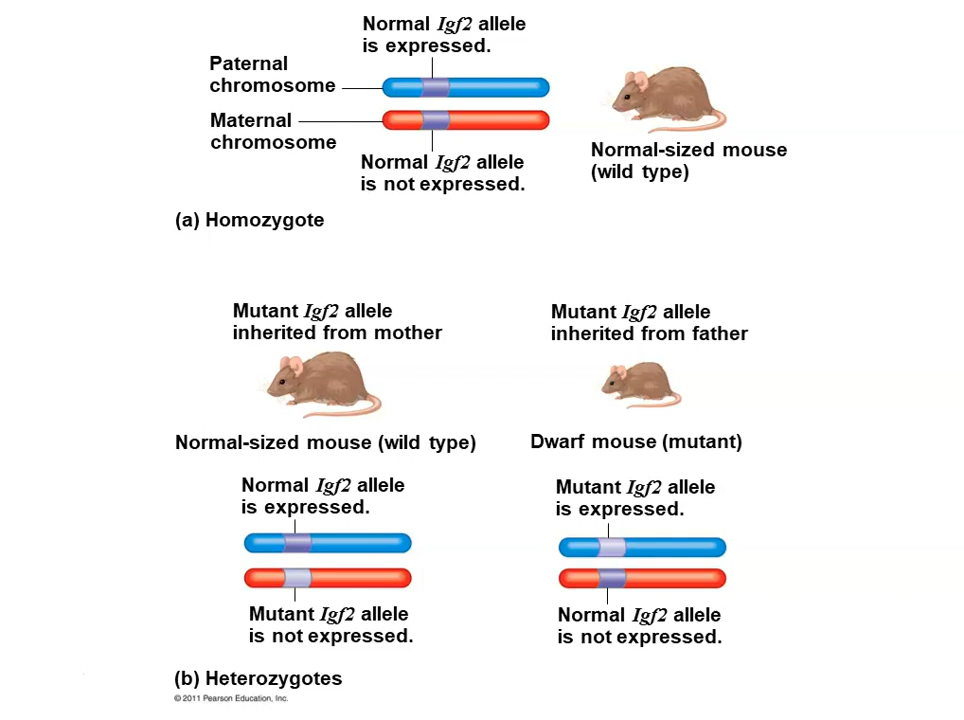 Normal Igf2 allele
is expressed.
Paternal
chromosome
Maternal
chromosome
Normal Igf2 allele
is not expressed.
Normal-sized mouse
(wild type)
(a) Homozygote
Mutant Igf2 allele
inherited from mother
Mutant Igf2 allele
inherited from father
Normal-sized mouse (wild type)
Dwarf mouse (mutant)
Normal Igf2 allele
is expressed.
Mutant Igf2 allele
is expressed.
Mutant Igf2 allele
is not expressed.
Normal Igf2 allele
is not expressed.
(b) Heterozygotes
© 2011 Pearson Education, Inc.